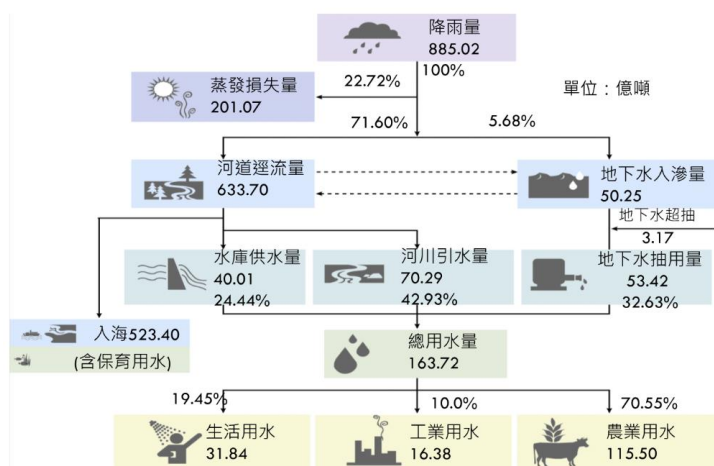 降雨量
885.02
100%
22.72%
蒸發損失量
201.07
單位：億噸
71.60%
5.68%
河道逕流量
633.70
地下水入滲量
50.25
地下水超抽
3.17
水庫供水量
40.01
24.44%
河川引水量
70.29
42.93%
地下水抽用量
53.42
32.63%
入海523.40
(含保育用水)
總用水量
163.72
19.45%
10.0%
70.55%
生活用水
31.84
工業用水
16.38
農業用水
115.50